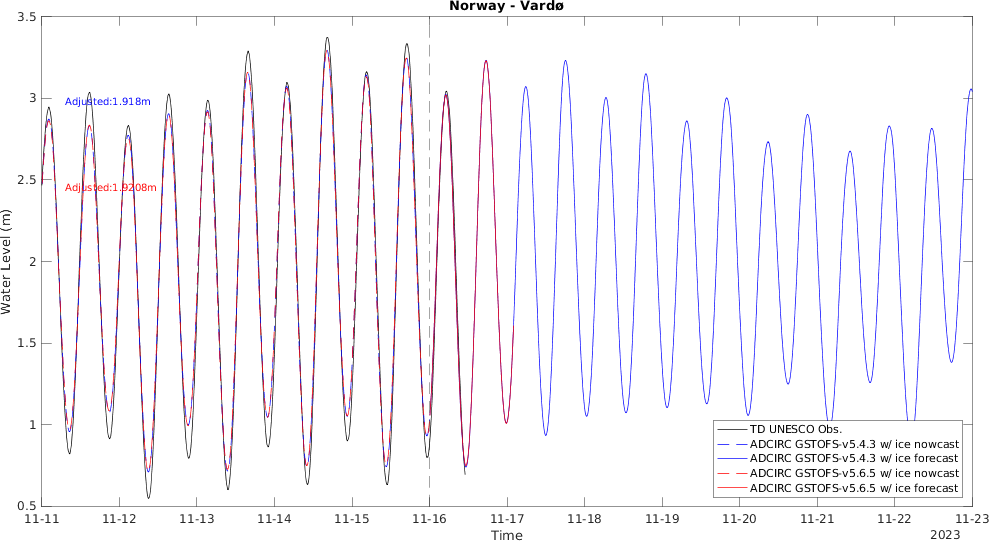 Norway - Vardø
3.5
3
2.5
2
1.5
1
0.5
Water Level (m)
Adjusted:1.918m
Adjusted:1.9208m
TD UNESCO Obs.
ADCIRC GSTOFS-v5.4.3 w/ ice nowcast
ADCIRC GSTOFS-v5.4.3 w/ ice forecast
ADCIRC GSTOFS-v5.6.5 w/ ice nowcast
ADCIRC GSTOFS-v5.6.5 w/ ice forecast
11-11 11-12 11-13 11-14 11-15 11-16 11-17 11-18 11-19 11-20 11-21 11-22 11-23
Time
2023